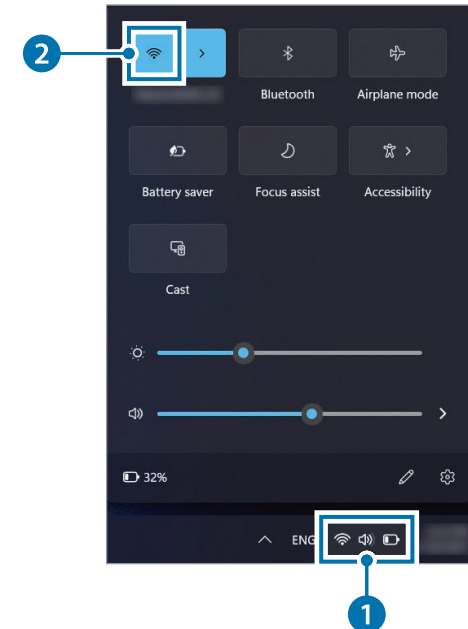 2
Bluetooth Airplane mode
Battery saver Focus assist Accessibility
Cast
32%
ENG
1